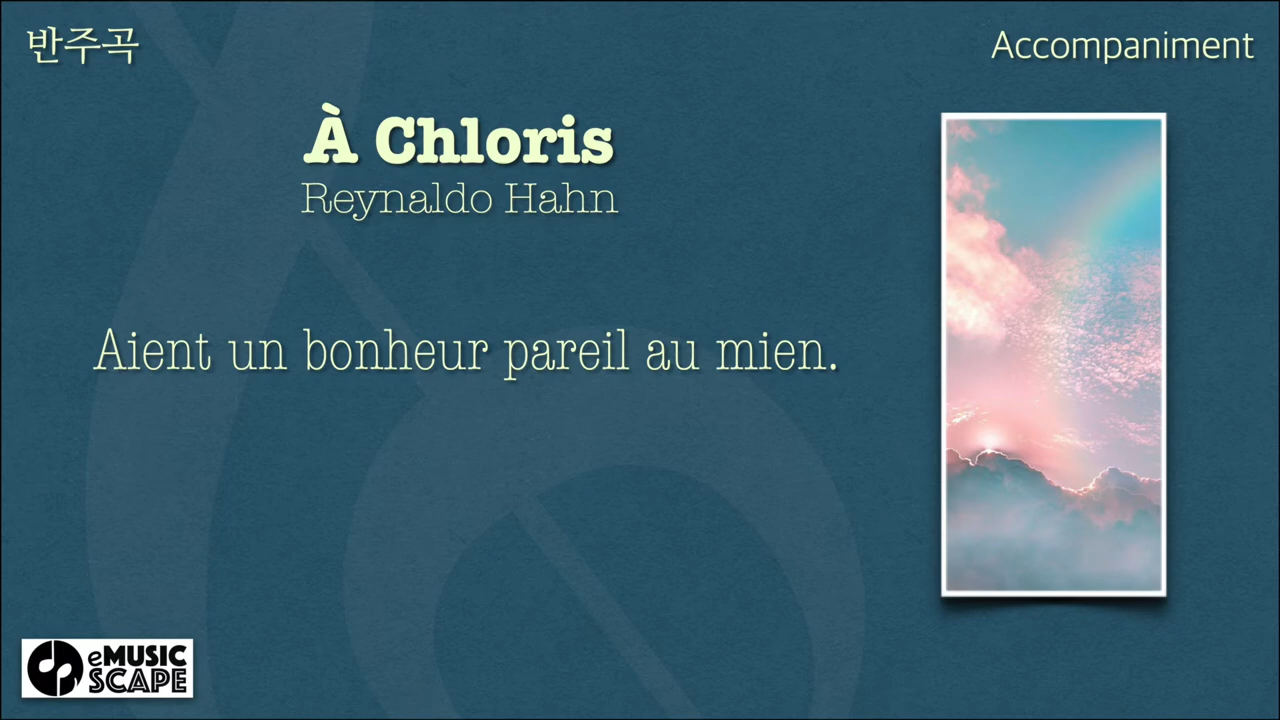 반주곡
Accompaniment
À Chloris
Reynaldo Hahn
Aient un bonheur pareil au mien.
eMUSIC
SCAPE